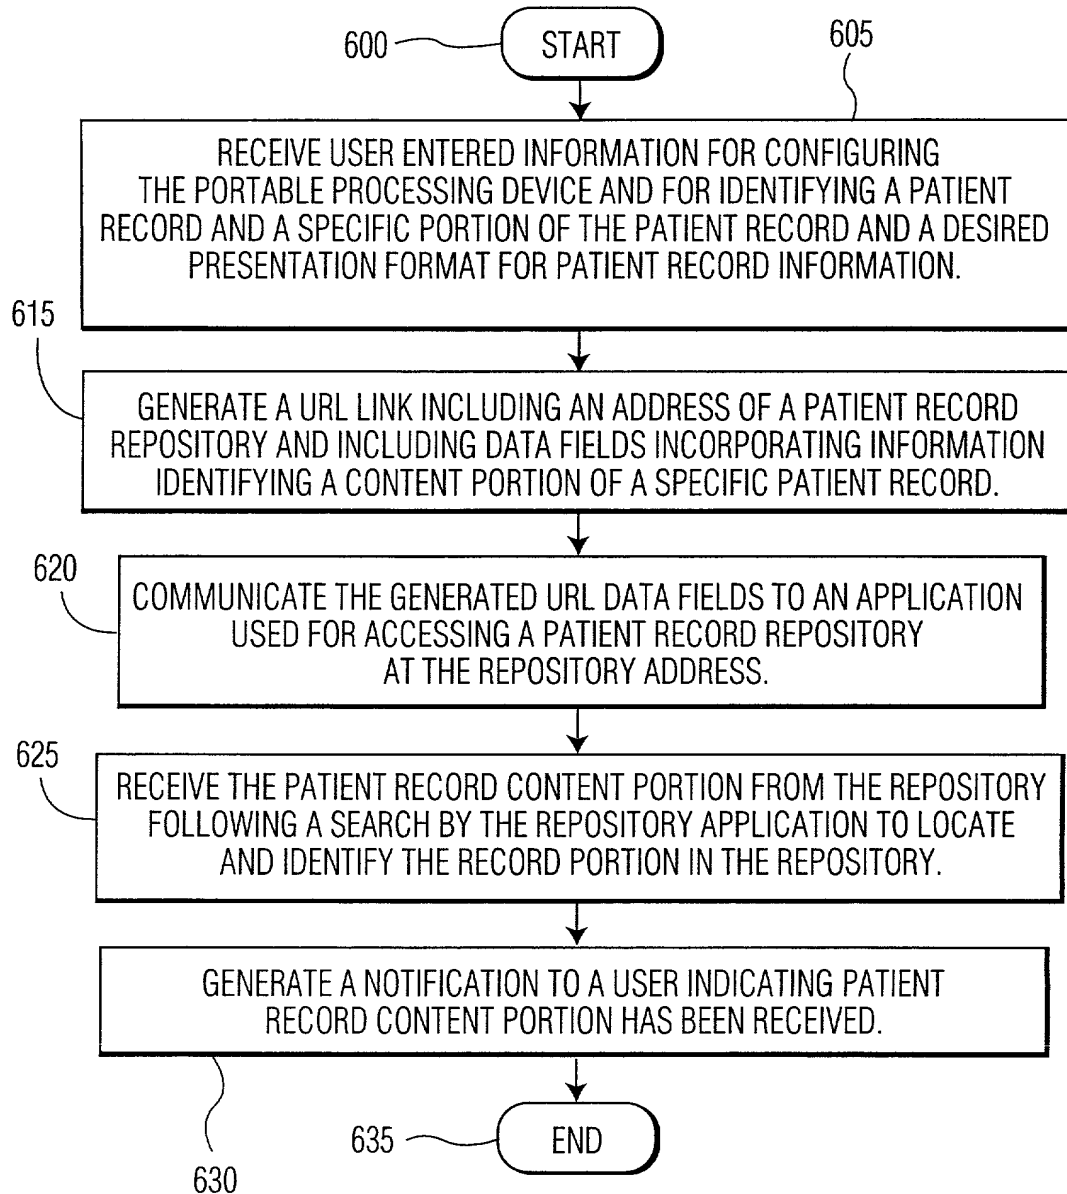 600
START
605
RECEIVE USER ENTERED INFORMATION FOR CONFIGURING
THE PORTABLE PROCESSING DEVICE AND FOR IDENTIFYING A PATIENT
RECORD AND A SPECIFIC PORTION OF THE PATIENT RECORD AND A DESIRED
PRESENTATION FORMAT FOR PATIENT RECORD INFORMATION.
615
GENERATE A URL LINK INCLUDING AN ADDRESS OF A PATIENT RECORD
REPOSITORY AND INCLUDING DATA FIELDS INCORPORATING INFORMATION
IDENTIFYING A CONTENT PORTION OF A SPECIFIC PATIENT RECORD.
620
COMMUNICATE THE GENERATED URL DATA FIELDS TO AN APPLICATION
USED FOR ACCESSING A PATIENT RECORD REPOSITORY
AT THE REPOSITORY ADDRESS.
625
RECEIVE THE PATIENT RECORD CONTENT PORTION FROM THE REPOSITORY
FOLLOWING A SEARCH BY THE REPOSITORY APPLICATION TO LOCATE
AND IDENTIFY THE RECORD PORTION IN THE REPOSITORY.
GENERATE A NOTIFICATION TO A USER INDICATING PATIENT
RECORD CONTENT PORTION HAS BEEN RECEIVED.
630
635
END